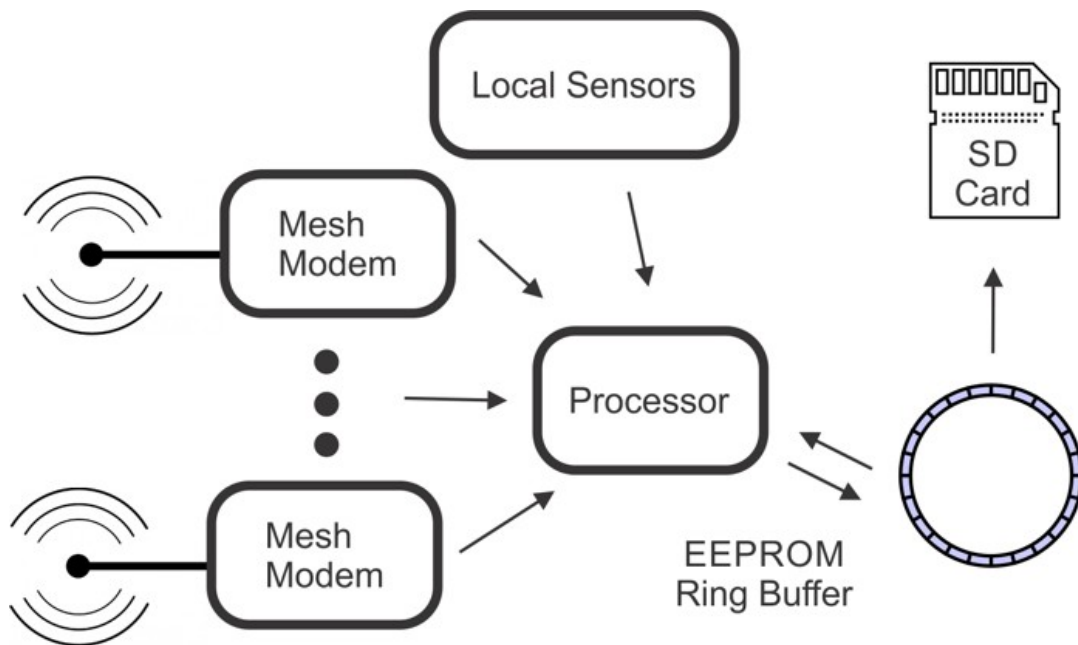 Local Sensors
SD
Card
Mesh
Modem
Processor
Mesh
Modem
EEPROM
Ring Buffer